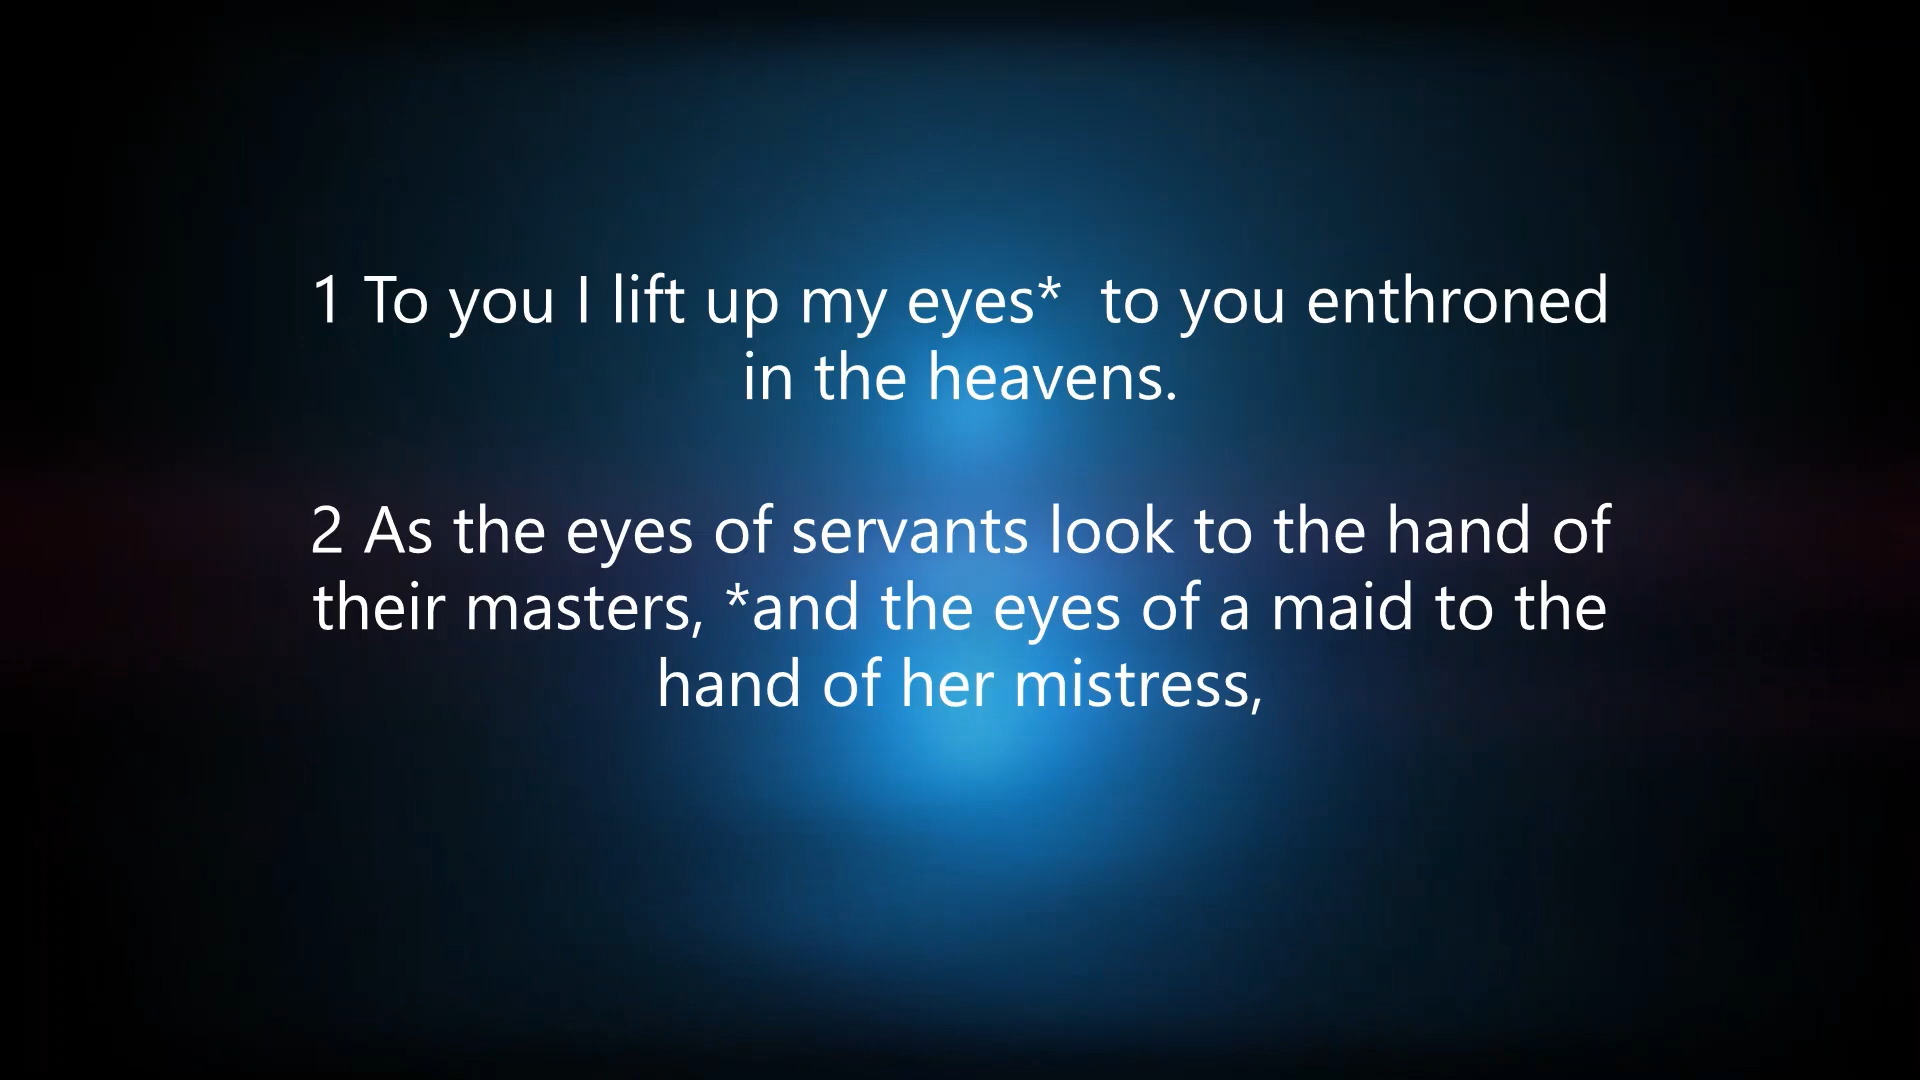 1 To you I lift up my eyes*  to you enthroned
in the heavens.
2 As the eyes of servants look to the hand of
their masters, *and the eyes of a maid to the
hand of her mistress,